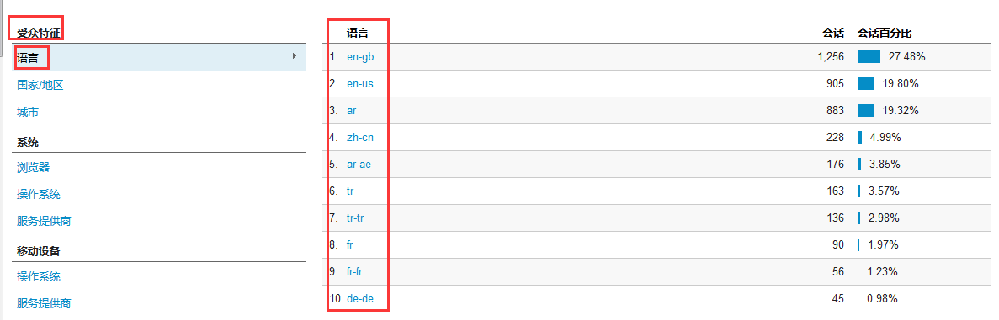 受众特征
语言
国家/地区
城市
系统
浏览器
操作系统
服务提供商
移动设备
操作系统
服务提供商
语言 会话 会话百分比
1. en-gb 1,256 27.48%
2. en-us 905 19.80%
3. ar 883 19.32%
4. zh-cn 228 4.99%
5. ar-ae 176 3.85%
6. tr 163 3.57%
7. tr-tr 136 2.98%
8. fr 90 1.97%
9. fr-fr 56 1.23%
10. de-de 45 0.98%